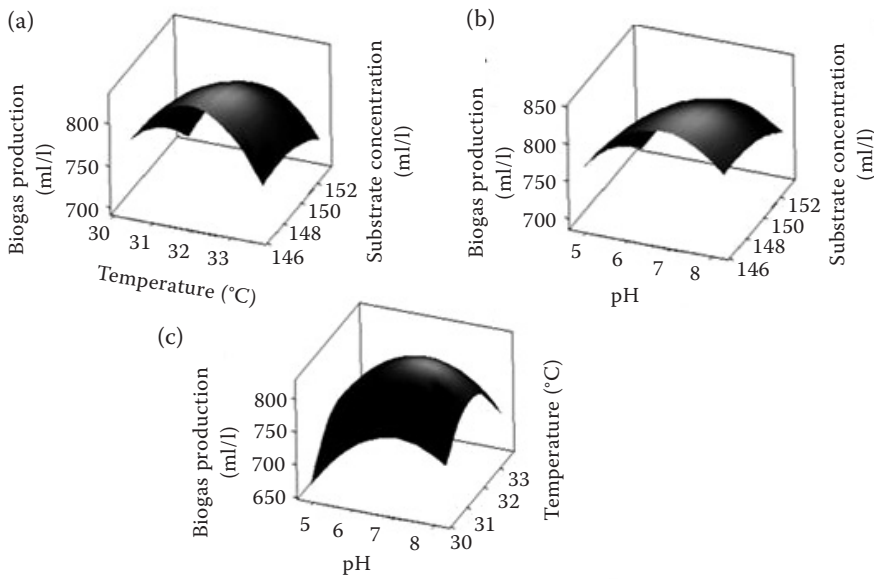 (a)
Biogas production
(ml/l)
800
750
700
30
31
32
33
Temperature (°C)
146
148
150
152
Substrate concentration
(ml/l)
(b)
Biogas production
(ml/l)
850
800
750
700
5
6
7
8
pH
146
148
150
152
Substrate concentration
(ml/l)
(c)
Biogas production
(ml/l)
800
750
700
650
5
6
7
8
pH
30
31
32
33
Temperature (°C)